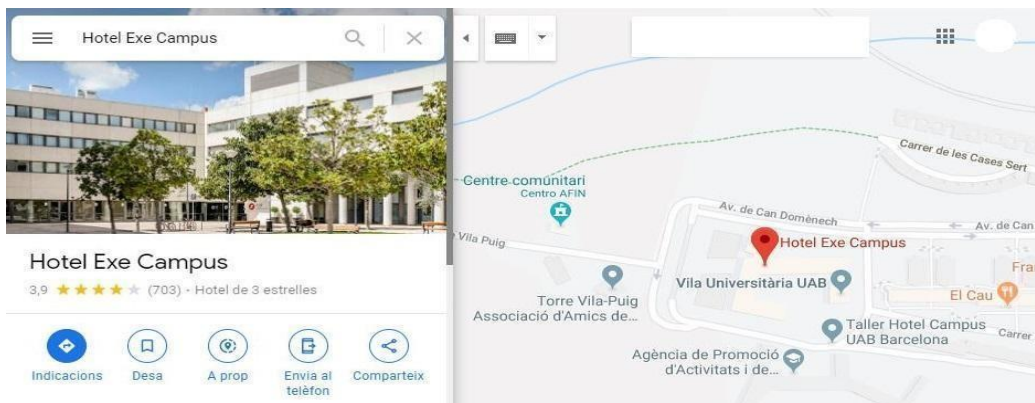 Hotel Exe Campus
Hotel Exe Campus
3,9 (703) · Hotel de 3 estrelles
Indicacions
Desa
A prop
Envia al
telèfon
Comparteix
Carrer de les Cases Sert
Centre comunitari
Centro AFIN
Av. de Can Domènech
Av. de Can
Vila Puig
Hotel Exe Campus
Vila Universitària UAB
Fra
El Cau
Torre Vila-Puig
Associació d'Amics de...
Taller Hotel Campus
UAB Barcelona
Carrer
Agència de Promoció
d'Activitats i de...